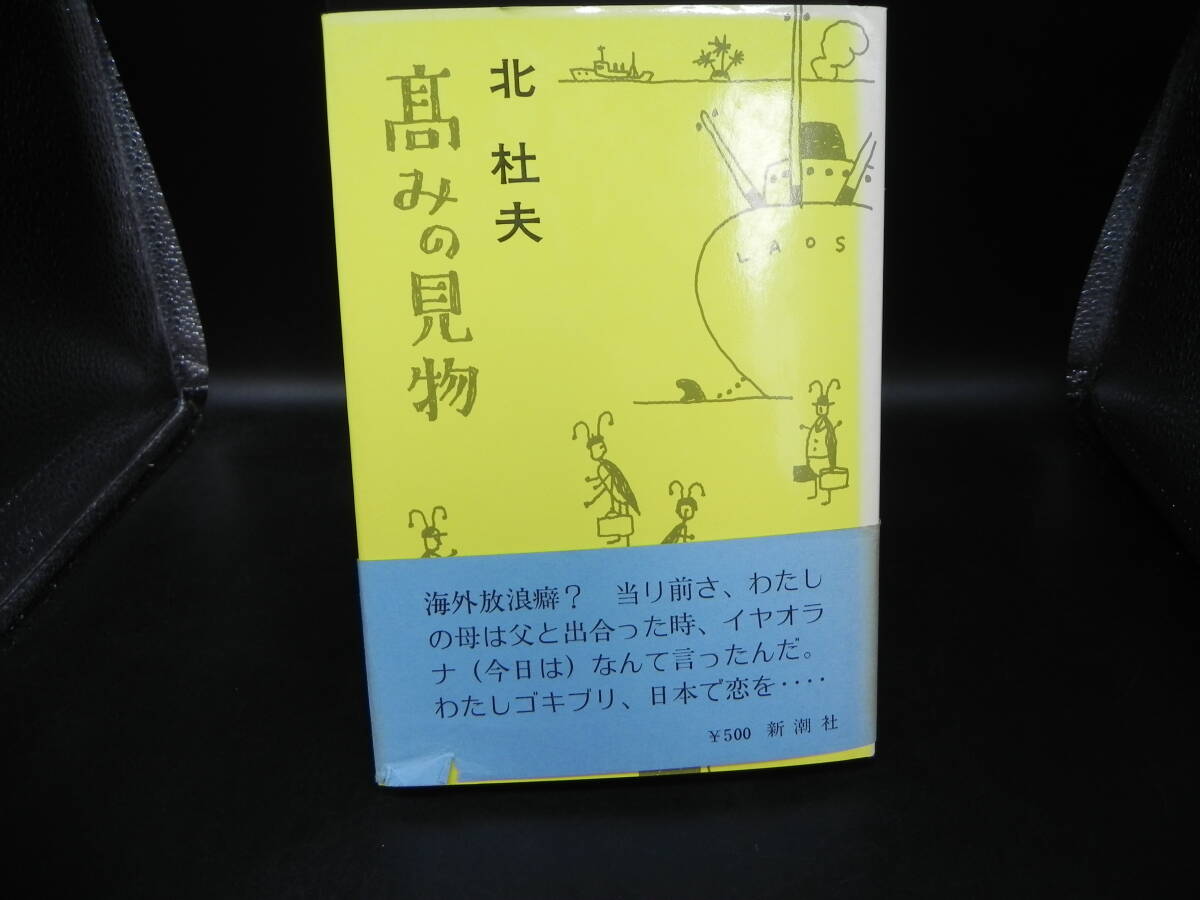 北 杜夫
髙みの見物
LAOS
海外放浪癖? 当り前さ、わたし
の母は父と出合った時、イヤオラ
ナ(今日は)なんて言ったんだ。
わたしゴキブリ、日本で恋を‥‥
¥500 新潮社